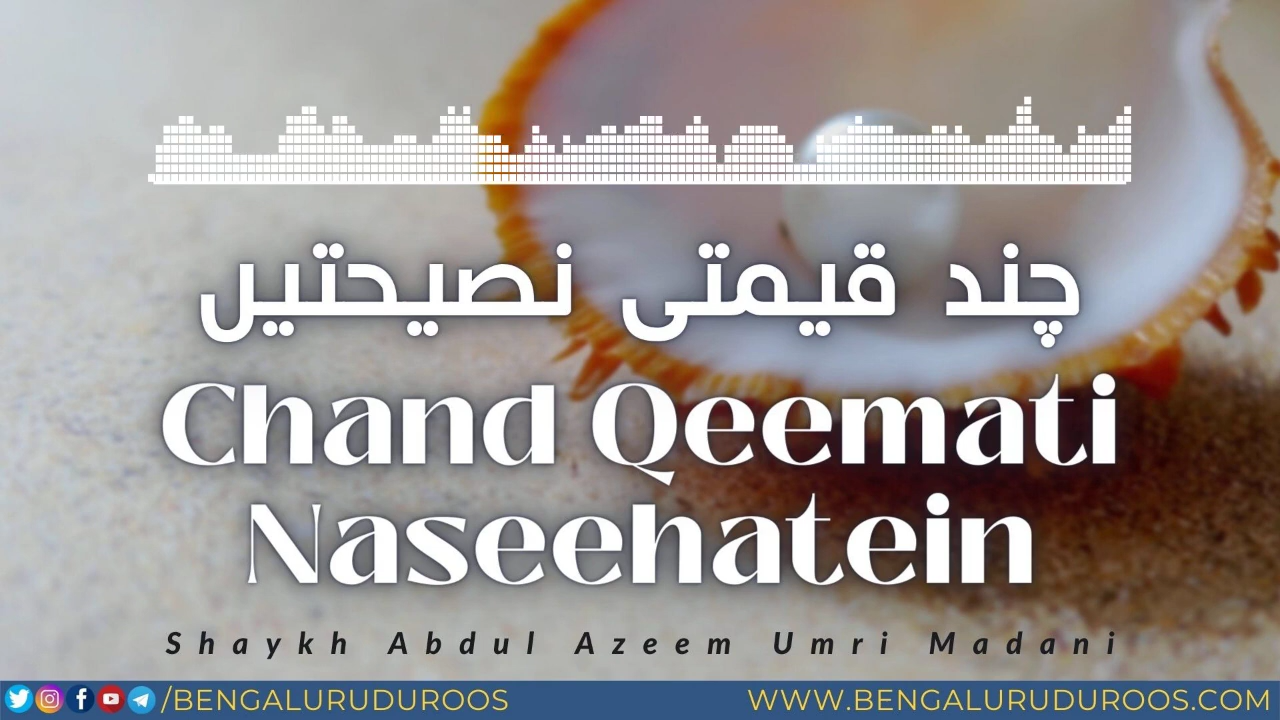 چند قیمتی نصیحتیں
Chand Qeemati
Naseehatein
Shaykh Abdul Azeem Umri Madani
/BENGALURUDUROOS
WWW.BENGALURUDUROOS.COM